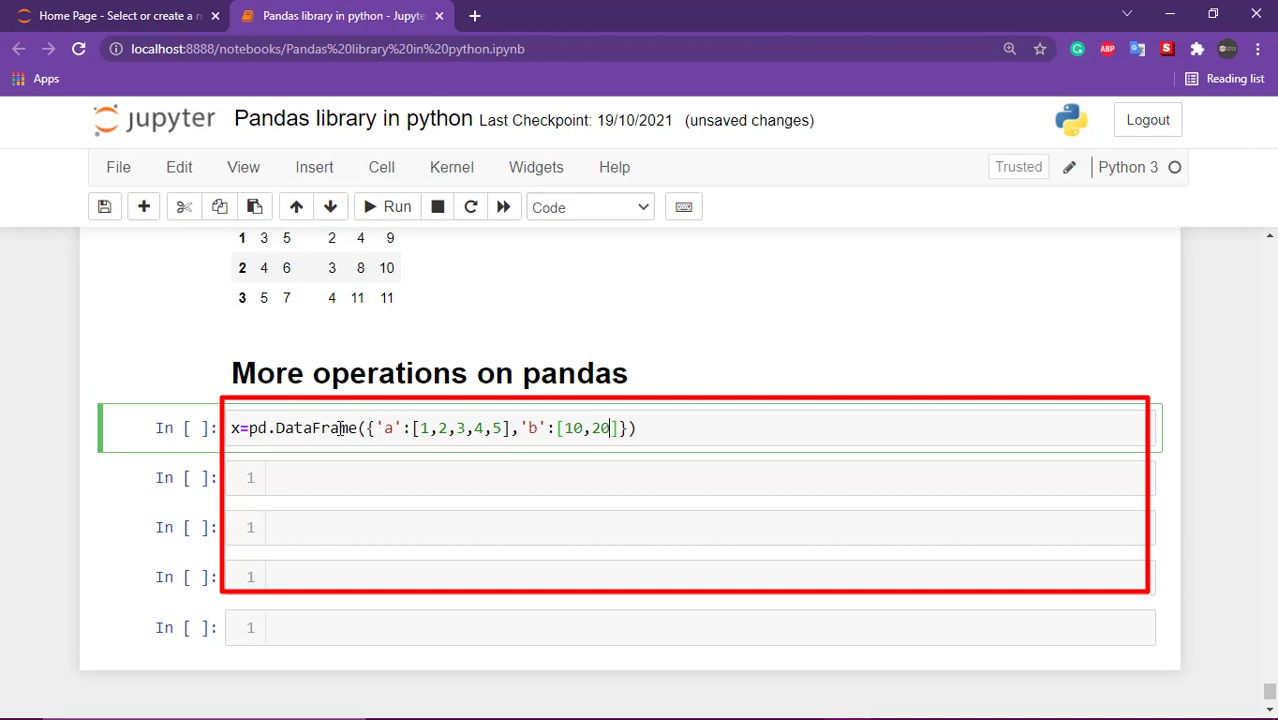 Home Page - Select or create a n
Pandas library in python - Jupyte
localhost:8888/notebooks/Pandas%20library%20in%20python.ipynb
G
ABP
S
Apps
Reading list
jupyter
Pandas library in python Last Checkpoint: 19/10/2021 (unsaved changes)
Logout
File Edit View Insert Cell Kernel Widgets Help
Trusted
Python 3
Run
Code
1 3 5 2 4 9
2 4 6 3 8 10
3 5 7 4 11 11
More operations on pandas
In [ ]: x=pd.DataFrame({'a':[1,2,3,4,5],'b':[10,20]})
In [ ]: 1
In [ ]: 1
In [ ]: 1
In [ ]: 1